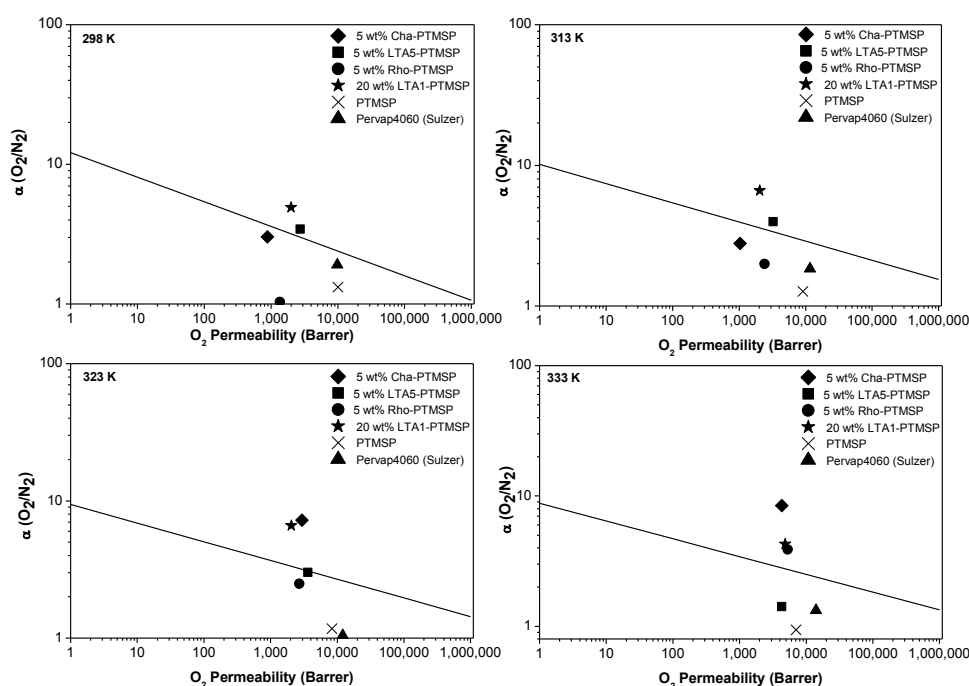 100
298 K
5 wt% Cha-PTMSP
5 wt% LTA5-PTMSP
5 wt% Rho-PTMSP
20 wt% LTA1-PTMSP
PTMSP
Pervap4060 (Sulzer)
α (O₂/N₂)
10
1
1 10 100 1,000 10,000 100,000 1,000,000
O₂ Permeability (Barrer)
100
313 K
5 wt% Cha-PTMSP
5 wt% LTA5-PTMSP
5 wt% Rho-PTMSP
20 wt% LTA1-PTMSP
PTMSP
Pervap4060 (Sulzer)
α (O₂/N₂)
10
1
1 10 100 1,000 10,000 100,000 1,000,000
O₂ Permeability (Barrer)
100
323 K
5 wt% Cha-PTMSP
5 wt% LTA5-PTMSP
5 wt% Rho-PTMSP
20 wt% LTA1-PTMSP
PTMSP
Pervap4060 (Sulzer)
α (O₂/N₂)
10
1
1 10 100 1,000 10,000 100,000 1,000,000
O₂ Permeability (Barrer)
100
333 K
5 wt% Cha-PTMSP
5 wt% LTA5-PTMSP
5 wt% Rho-PTMSP
20 wt% LTA1-PTMSP
PTMSP
Pervap4060 (Sulzer)
α (O₂/N₂)
10
1
1 10 100 1,000 10,000 100,000 1,000,000
O₂ Permeability (Barrer)